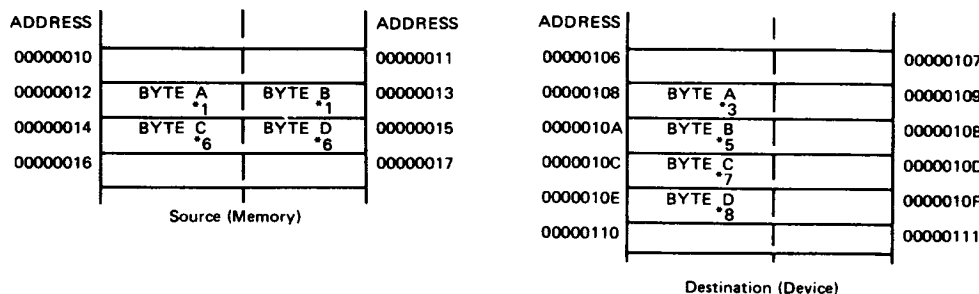 ADDRESS ADDRESS
00000010 00000011
00000012 BYTE A *1 BYTE B *1 00000013
00000014 BYTE C *6 BYTE D *6 00000015
00000016 00000017
Source (Memory)
ADDRESS ADDRESS
00000106 00000107
00000108 BYTE A *3 00000109
0000010A BYTE B *5 0000010B
0000010C BYTE C *7 0000010D
0000010E BYTE D *8 0000010F
00000110 00000111
Destination (Device)